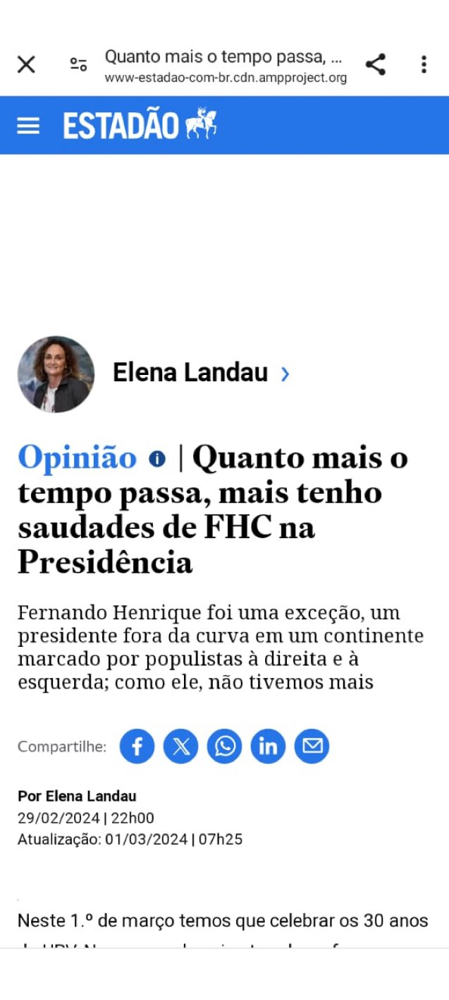 Quanto mais o tempo passa, ...
www-estadao-com-br.cdn.ampproject.org
ESTADÃO
Elena Landau
Opinião | Quanto mais o
tempo passa, mais tenho
saudades de FHC na
Presidência
Fernando Henrique foi uma exceção, um
presidente fora da curva em um continente
marcado por populistas à direita e à
esquerda; como ele, não tivemos mais
Compartilhe:
Por Elena Landau
29/02/2024 | 22h00
Atualização: 01/03/2024 | 07h25
Neste 1.º de março temos que celebrar os 30 anos